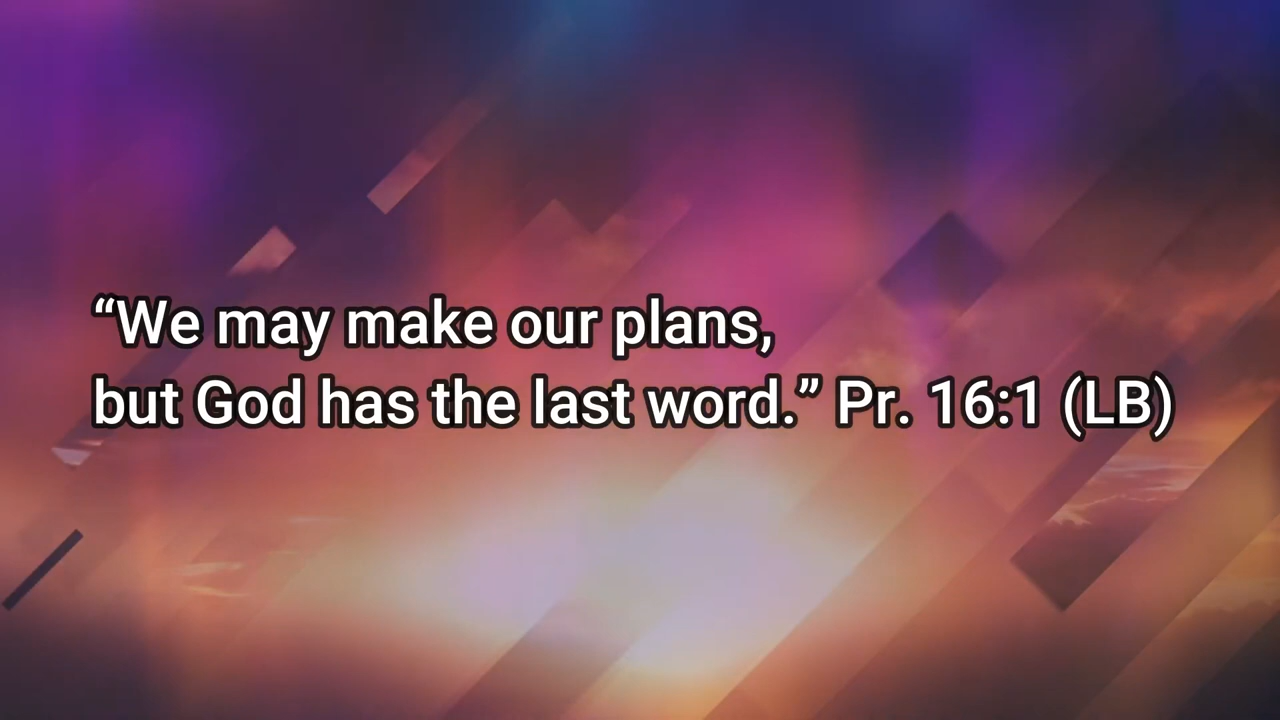 “We may make our plans,
but God has the last word.” Pr. 16:1 (LB)